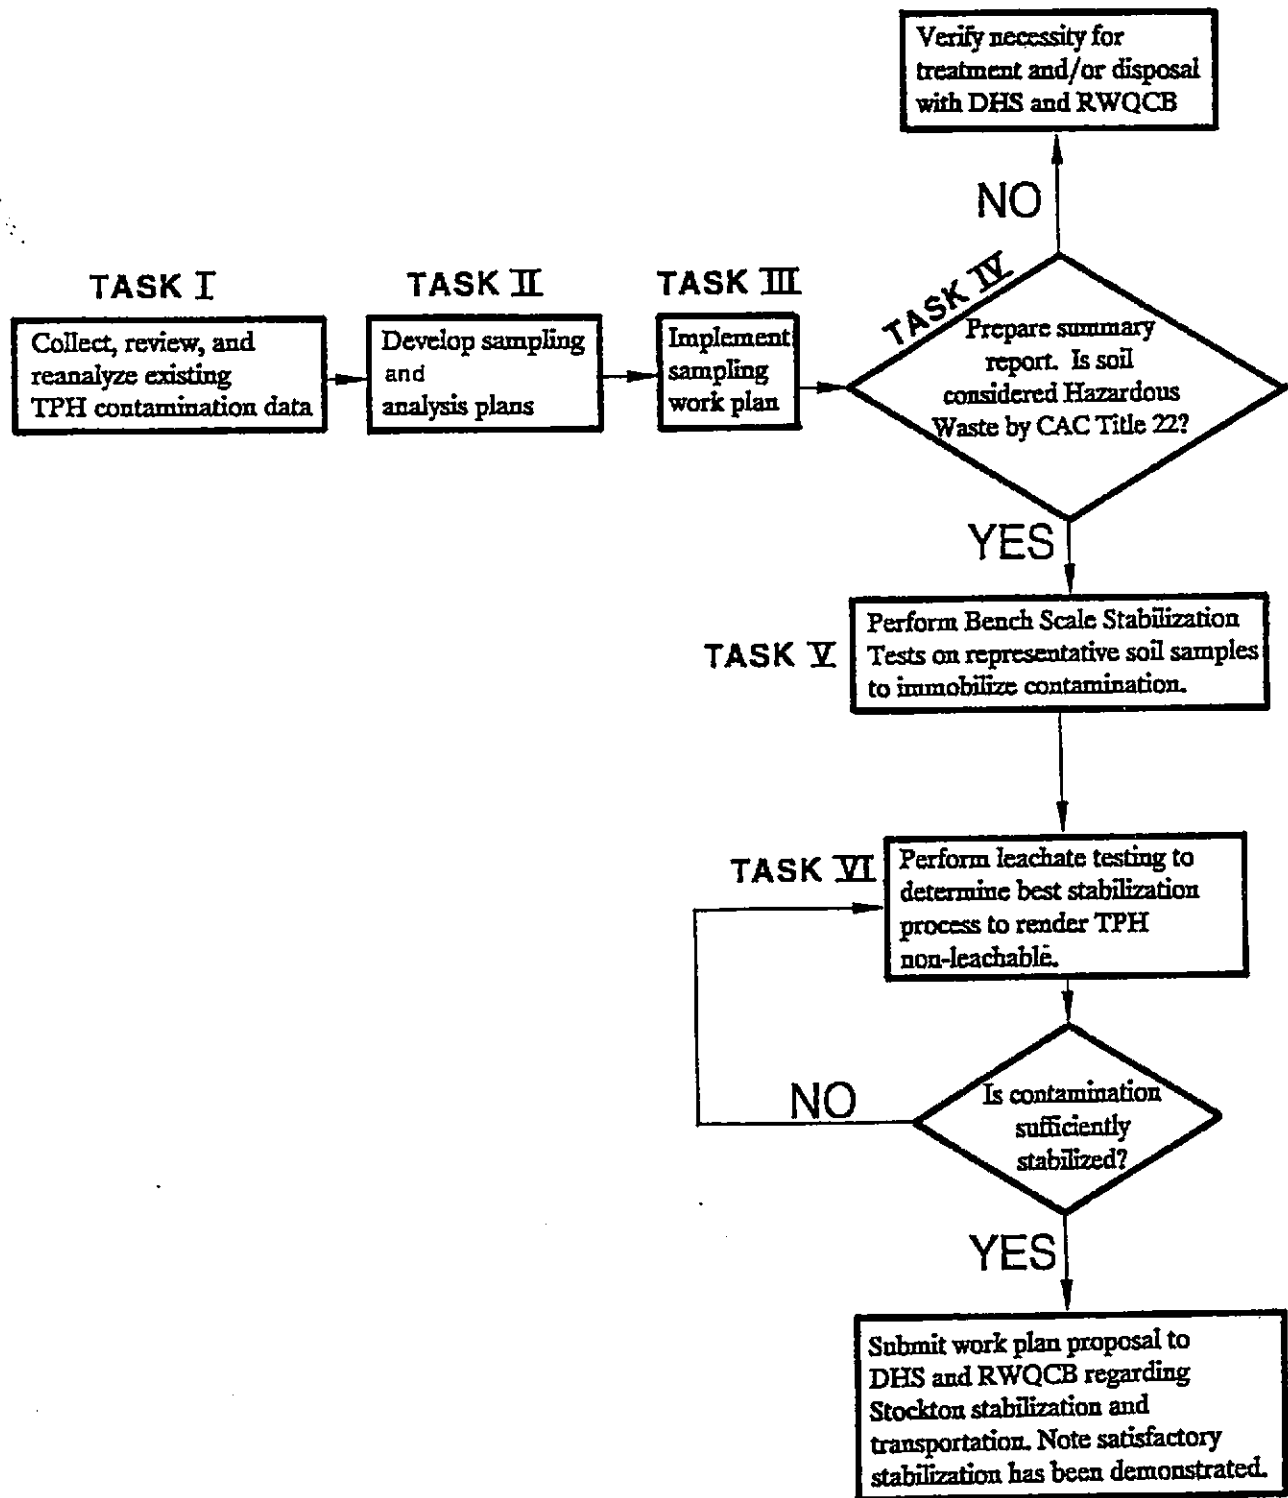 Verify necessity for
treatment and/or disposal
with DHS and RWQCB
NO
TASK I
Collect, review, and
reanalyze existing
TPH contamination data
TASK II
Develop sampling
and
analysis plans
TASK III
Implement
sampling
work plan
TASK IV
Prepare summary
report. Is soil
considered Hazardous
Waste by CAC Title 22?
YES
TASK V
Perform Bench Scale Stabilization
Tests on representative soil samples
to immobilize contamination.
TASK VI
Perform leachate testing to
determine best stabilization
process to render TPH
non-leachable.
NO
Is contamination
sufficiently
stabilized?
YES
Submit work plan proposal to
DHS and RWQCB regarding
Stockton stabilization and
transportation. Note satisfactory
stabilization has been demonstrated.